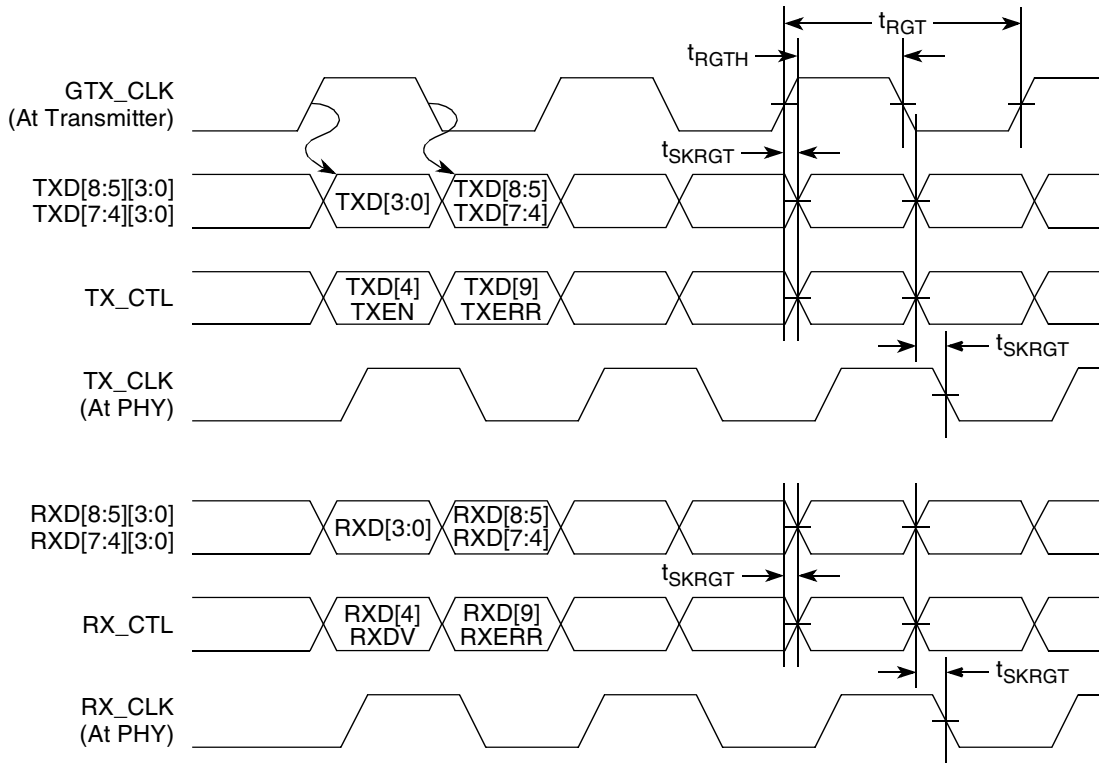 tRGT
tRGTH
GTX_CLK
(At Transmitter)
tSKRGT
TXD[8:5][3:0]
TXD[7:4][3:0]
TXD[3:0]
TXD[8:5]
TXD[7:4]
TX_CTL
TXD[4]
TXEN
TXD[9]
TXERR
tSKRGT
TX_CLK
(At PHY)
RXD[8:5][3:0]
RXD[7:4][3:0]
RXD[3:0]
RXD[8:5]
RXD[7:4]
tSKRGT
RX_CTL
RXD[4]
RXDV
RXD[9]
RXERR
tSKRGT
RX_CLK
(At PHY)